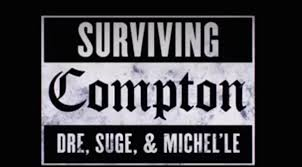 SURVIVING
Compton
DRE, SUGE, & MICHEL'LE